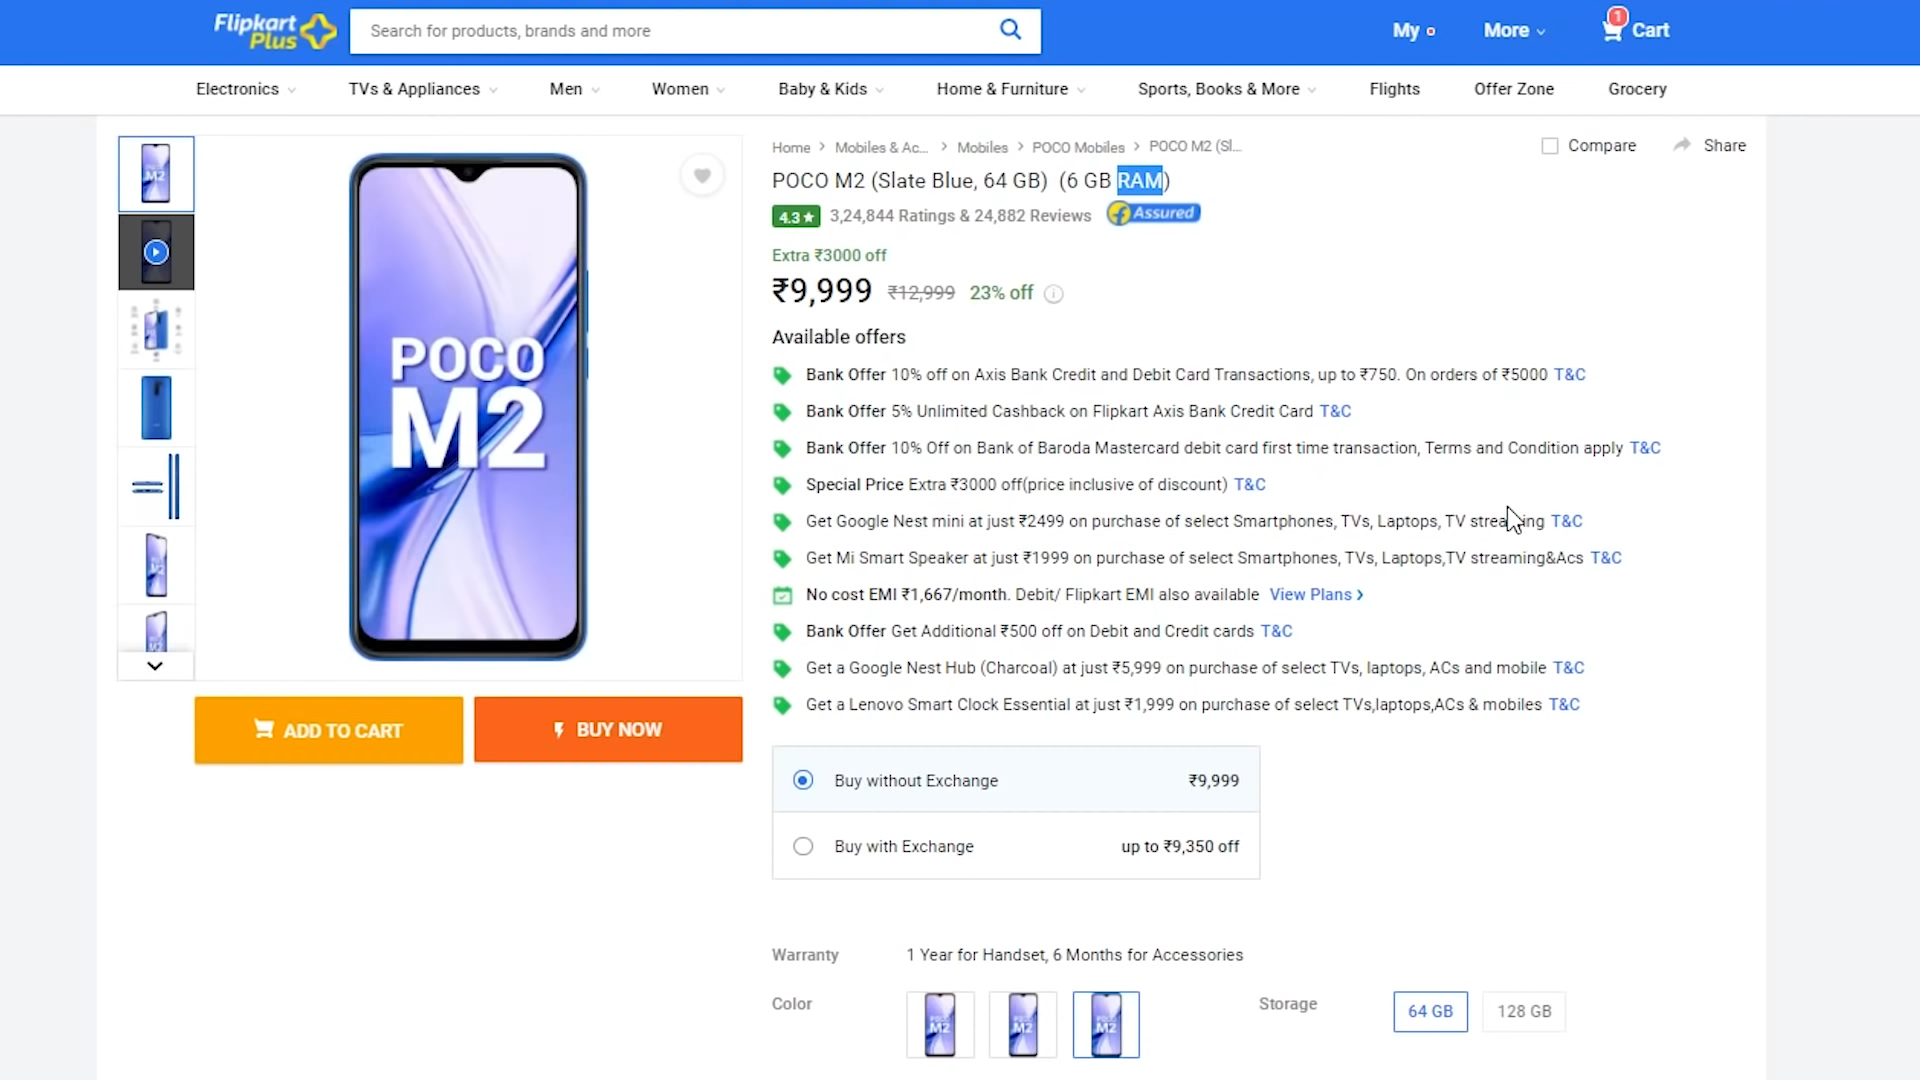 Flipkart
Plus
Search for products, brands and more
My
More
1
Cart
Electronics
TVs & Appliances
Men
Women
Baby & Kids
Home & Furniture
Sports, Books & More
Flights
Offer Zone
Grocery
Home > Mobiles & Ac... > Mobiles > POCO Mobiles > POCO M2 (Sl...
Compare
Share
POCO M2 (Slate Blue, 64 GB) (6 GB RAM)
4.3★ 3,24,844 Ratings & 24,882 Reviews
Assured
Extra ₹3000 off
₹9,999 ₹12,999 23% off
Available offers
Bank Offer 10% off on Axis Bank Credit and Debit Card Transactions, up to ₹750. On orders of ₹5000 T&C
Bank Offer 5% Unlimited Cashback on Flipkart Axis Bank Credit Card T&C
Bank Offer 10% Off on Bank of Baroda Mastercard debit card first time transaction, Terms and Condition apply T&C
Special Price Extra ₹3000 off(price inclusive of discount) T&C
Get Google Nest mini at just ₹2499 on purchase of select Smartphones, TVs, Laptops, TV streaming T&C
Get Mi Smart Speaker at just ₹1999 on purchase of select Smartphones, TVs, Laptops,TV streaming&Acs T&C
No cost EMI ₹1,667/month. Debit/ Flipkart EMI also available View Plans >
Bank Offer Get Additional ₹500 off on Debit and Credit cards T&C
Get a Google Nest Hub (Charcoal) at just ₹5,999 on purchase of select TVs, laptops, ACs and mobile T&C
Get a Lenovo Smart Clock Essential at just ₹1,999 on purchase of select TVs,laptops,ACs & mobiles T&C
M2
POCO
M2
ADD TO CART
BUY NOW
Buy without Exchange ₹9,999
Buy with Exchange up to ₹9,350 off
Warranty 1 Year for Handset, 6 Months for Accessories
Color
POCO
M2
POCO
M2
POCO
M2
Storage
64 GB
128 GB